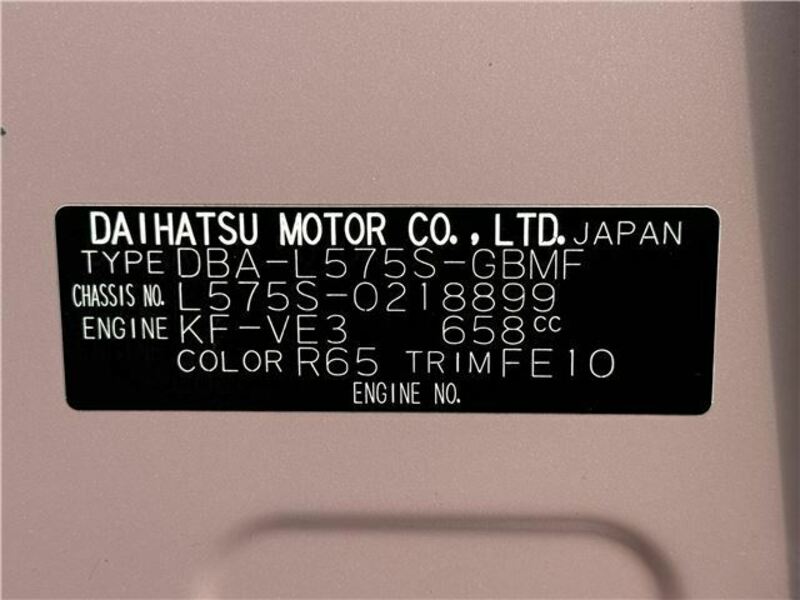 DAIHATSU MOTOR CO., LTD. JAPAN
TYPE DBA-L575S-GBMF
CHASSIS NO. L575S-0218899
ENGINE KF-VE3 658cc
COLOR R65 TRIM FE10
ENGINE NO.